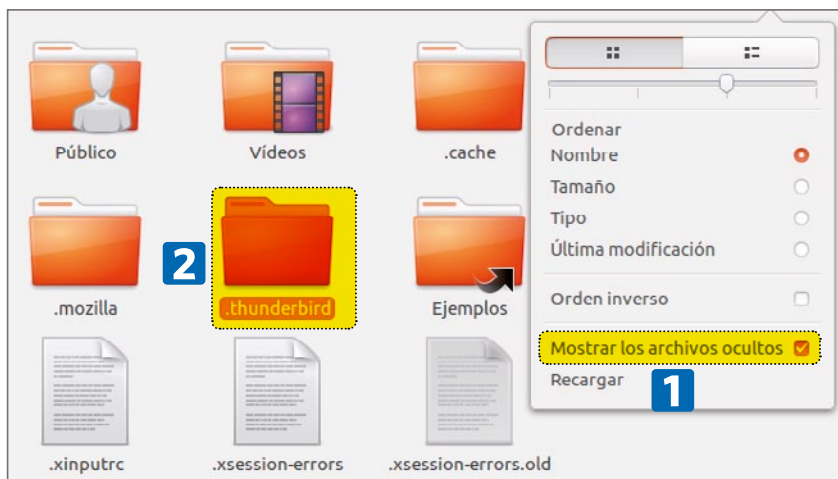 Público
Vídeos
.cache
.mozilla
2
.thunderbird
Ejemplos
.xinputrc
.xsession-errors
.xsession-errors.old
Ordenar
Nombre
Tamaño
Tipo
Última modificación
Orden inverso
Mostrar los archivos ocultos
Recargar
1